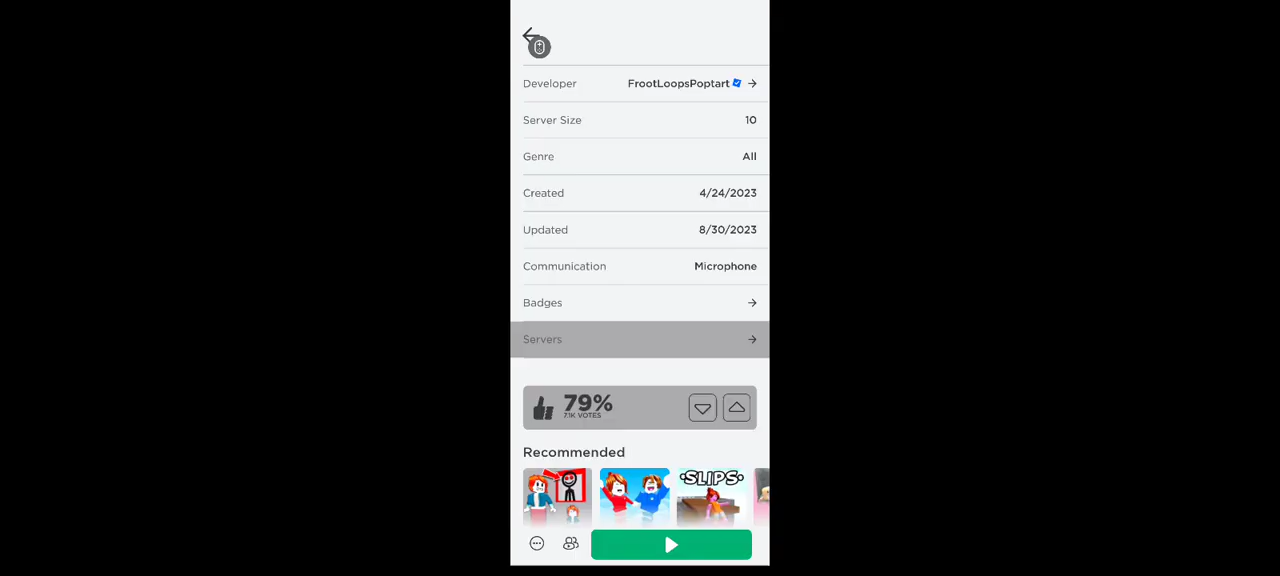 Developer FrootLoopsPoptart
Server Size 10
Genre All
Created 4/24/2023
Updated 8/30/2023
Communication Microphone
Badges
Servers
79%
7.1K VOTES
Recommended
•SLIPS•